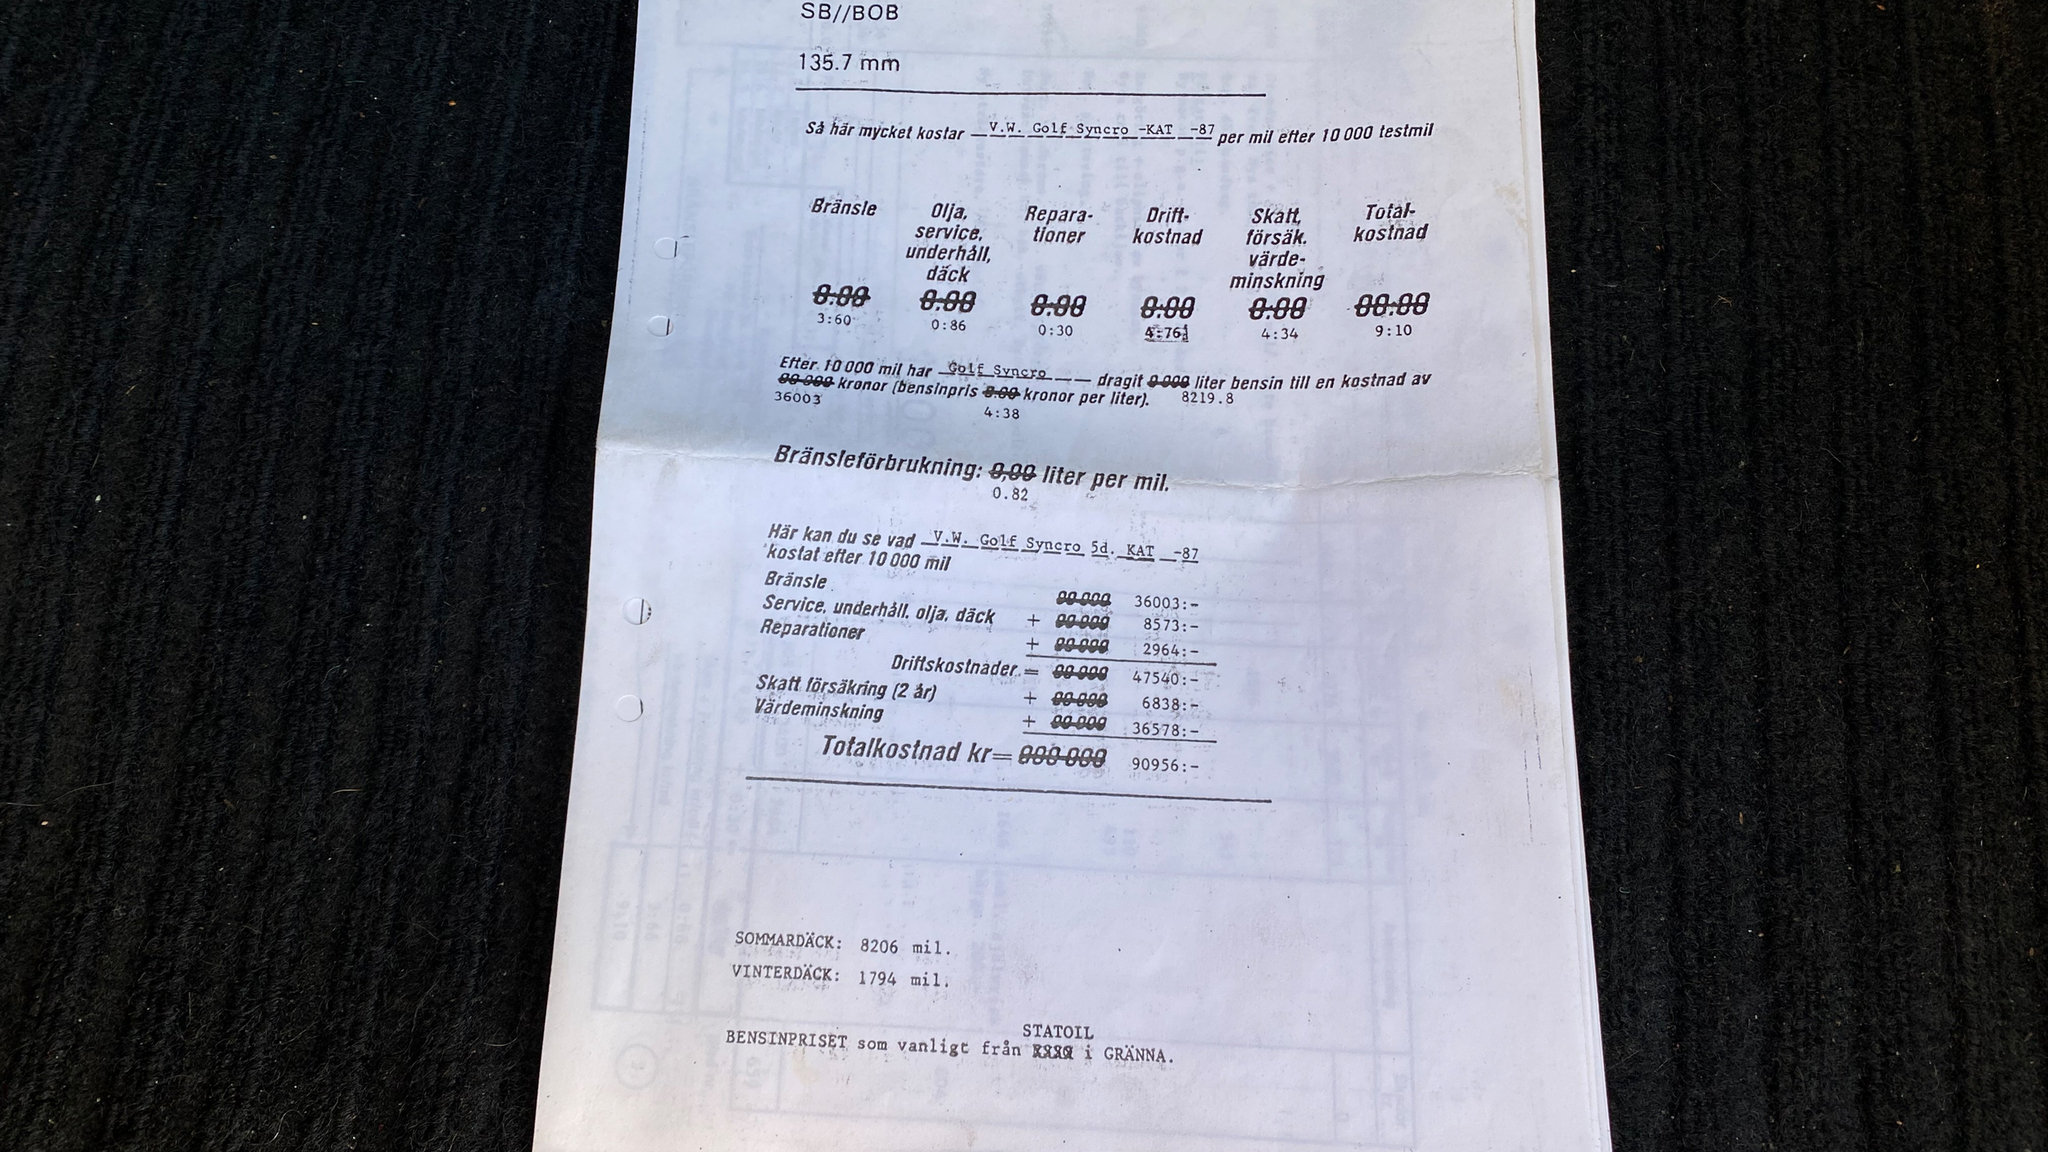 SB//BOB
135.7 mm
Så här mycket kostar V.W. Golf Syncro -KAT -87 per mil efter 10 000 testmil
Bränsle Olja, service, underhåll, däck Repara-tioner Drift-kostnad Skatt, försäk. värde-minskning Total-kostnad
0.00 0.00 0.00 0.00 0.00 00.00
3:60 0:86 0:30 4:76 4:34 9:10
Efter 10 000 mil har Golf Syncro dragit 0 000 liter bensin till en kostnad av
00 000 kronor (bensinpris 0.00 kronor per liter). 8219.8
36003 4:38
Bränsleförbrukning: 0,00 liter per mil.
0.82
Här kan du se vad V.W. Golf Syncro 5d. KAT -87
kostat efter 10 000 mil
Bränsle 00 000 36003:-
Service, underhåll, olja, däck + 00 000 8573:-
Reparationer + 00 000 2964:-
Driftskostnader = 00 000 47540:-
Skatt försäkring (2 år) + 00 000 6838:-
Värdeminskning + 00 000 36578:-
Totalkostnad kr= 000 000 90956:-
SOMMARDÄCK: 8206 mil.
VINTERDÄCK: 1794 mil.
STATOIL
BENSINPRISET som vanligt från i GRÄNNA.